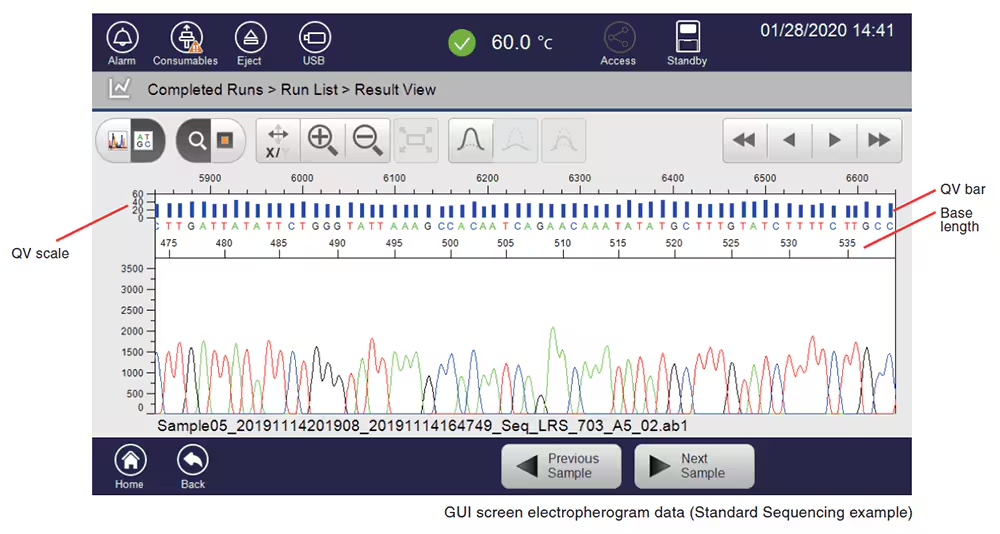 01/28/2020 14:41
60.0 ℃
Alarm Consumables Eject USB Access Standby
Completed Runs > Run List > Result View
A T
G C
X/Y
5900 6000 6100 6200 6300 6400 6500 6600
60
40
20
0
QV bar
C T T G A T T A T A T T C T G G G T A T T A A A G C C A C A A T C A G A A C A A A T A T A T G C T T T G T A T C T T T T C T T G C C
Base
length
475 480 485 490 495 500 505 510 515 520 525 530 535
QV scale
3500
3000
2500
2000
1500
1000
500
0
Sample05_20191114201908_20191114164749_Seq_LRS_703_A5_02.ab1
Home Back
Previous
Sample
Next
Sample
GUI screen electropherogram data (Standard Sequencing example)